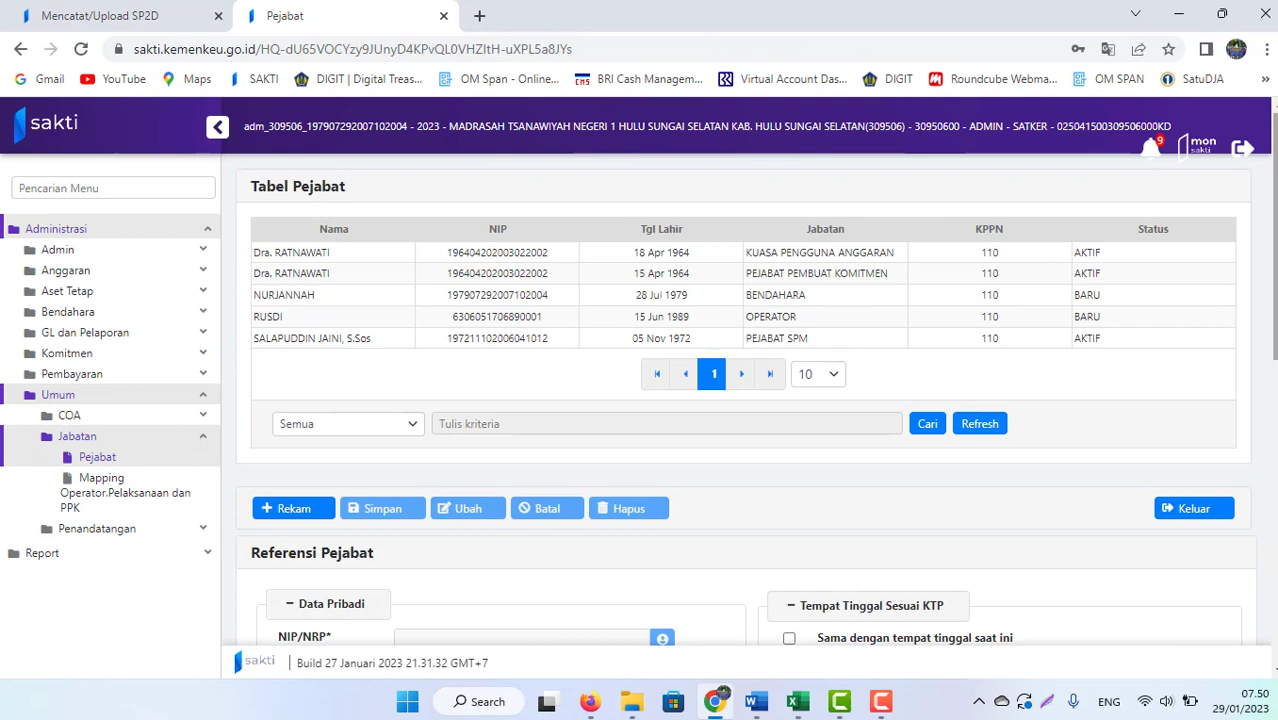 Mencatat/Upload SP2D
Pejabat
sakti.kemenkeu.go.id/HQ-dU65VOCYzy9JUnyD4KPvQL0VHZItH-uXPL5a8JYs
Gmail YouTube Maps SAKTI DIGIT | Digital Treas... OM Span - Online... BRI Cash Managem... Virtual Account Das... DIGIT Roundcube Webma... OM SPAN SatuDJA
sakti
adm_309506_197907292007102004 - 2023 - MADRASAH TSANAWIYAH NEGERI 1 HULU SUNGAI SELATAN KAB. HULU SUNGAI SELATAN(309506) - 30950600 - ADMIN - SATKER - 025041500309506000KD
9
mon sakti
Pencarian Menu
Administrasi
Admin
Anggaran
Aset Tetap
Bendahara
GL dan Pelaporan
Komitmen
Pembayaran
Umum
COA
Jabatan
Pejabat
Mapping
Operator.Pelaksanaan dan
PPK
Penandatangan
Report
Tabel Pejabat
Nama NIP Tgl Lahir Jabatan KPPN Status
Dra. RATNAWATI 196404202003022002 18 Apr 1964 KUASA PENGGUNA ANGGARAN 110 AKTIF
Dra. RATNAWATI 196404202003022002 15 Apr 1964 PEJABAT PEMBUAT KOMITMEN 110 AKTIF
NURJANNAH 197907292007102004 28 Jul 1979 BENDAHARA 110 BARU
RUSDI 6306051706890001 15 Jun 1989 OPERATOR 110 BARU
SALAPUDDIN JAINI, S.Sos 197211102006041012 05 Nov 1972 PEJABAT SPM 110 AKTIF
1 10
Semua Tulis kriteria Cari Refresh
Rekam Simpan Ubah Batal Hapus Keluar
Referensi Pejabat
Data Pribadi
Tempat Tinggal Sesuai KTP
NIP/NRP*
Sama dengan tempat tinggal saat ini
sakti Build 27 Januari 2023 21.31.32 GMT+7
Search
ENG
07.50
29/01/2023